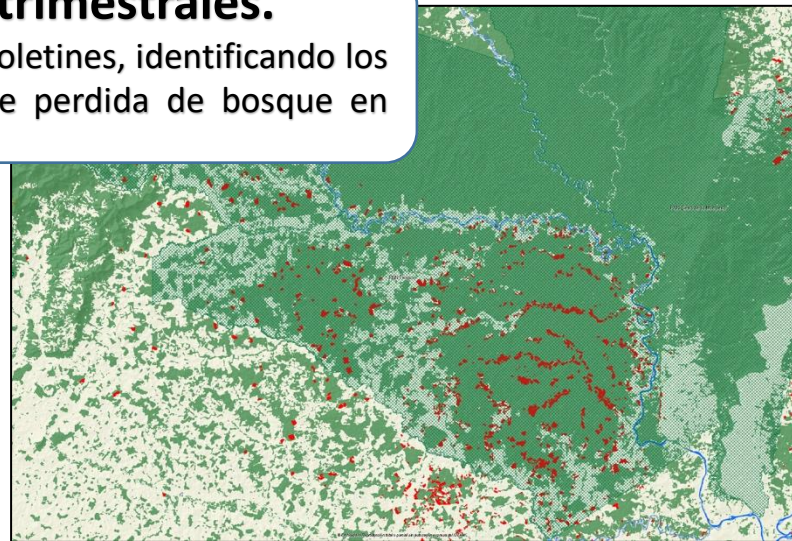 trimestrales.
oletines, identificando los
e perdida de bosque en